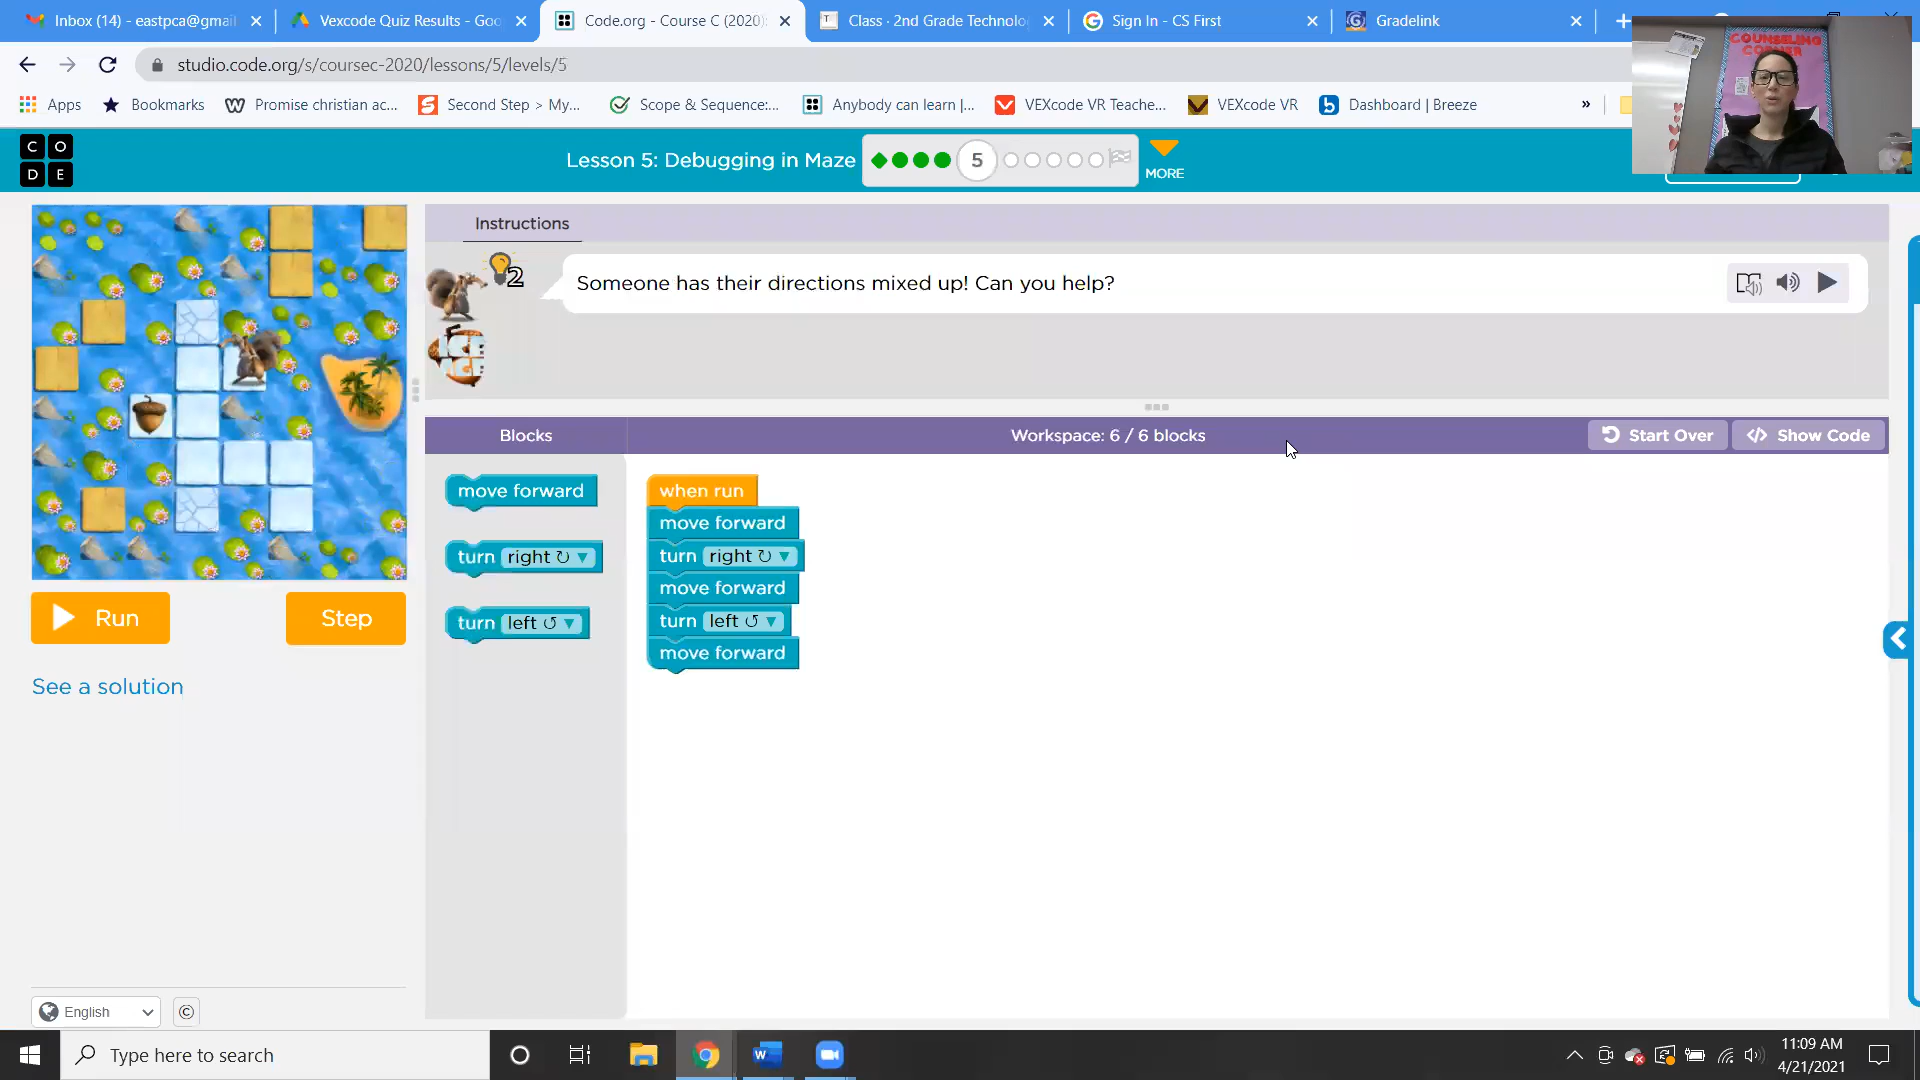 Inbox (14) - eastpca@gmail
Vexcode Quiz Results - Goo
Code.org - Course C (2020):
Class · 2nd Grade Technolo
Sign In - CS First
Gradelink
studio.code.org/s/coursec-2020/lessons/5/levels/5
Apps
Bookmarks
Promise christian ac...
Second Step > My...
Scope & Sequence:...
Anybody can learn |...
VEXcode VR Teache...
VEXcode VR
Dashboard | Breeze
»
COUNSELING
CORNER
C O
D E
Lesson 5: Debugging in Maze
5
MORE
Instructions
2
Someone has their directions mixed up! Can you help?
ICE
AGE
Blocks
Workspace: 6 / 6 blocks
Start Over
Show Code
move forward
turn right ↻ ▼
turn left ↺ ▼
when run
move forward
turn right ↻ ▼
move forward
turn left ↺ ▼
move forward
Run
Step
See a solution
English
©
Type here to search
11:09 AM
4/21/2021